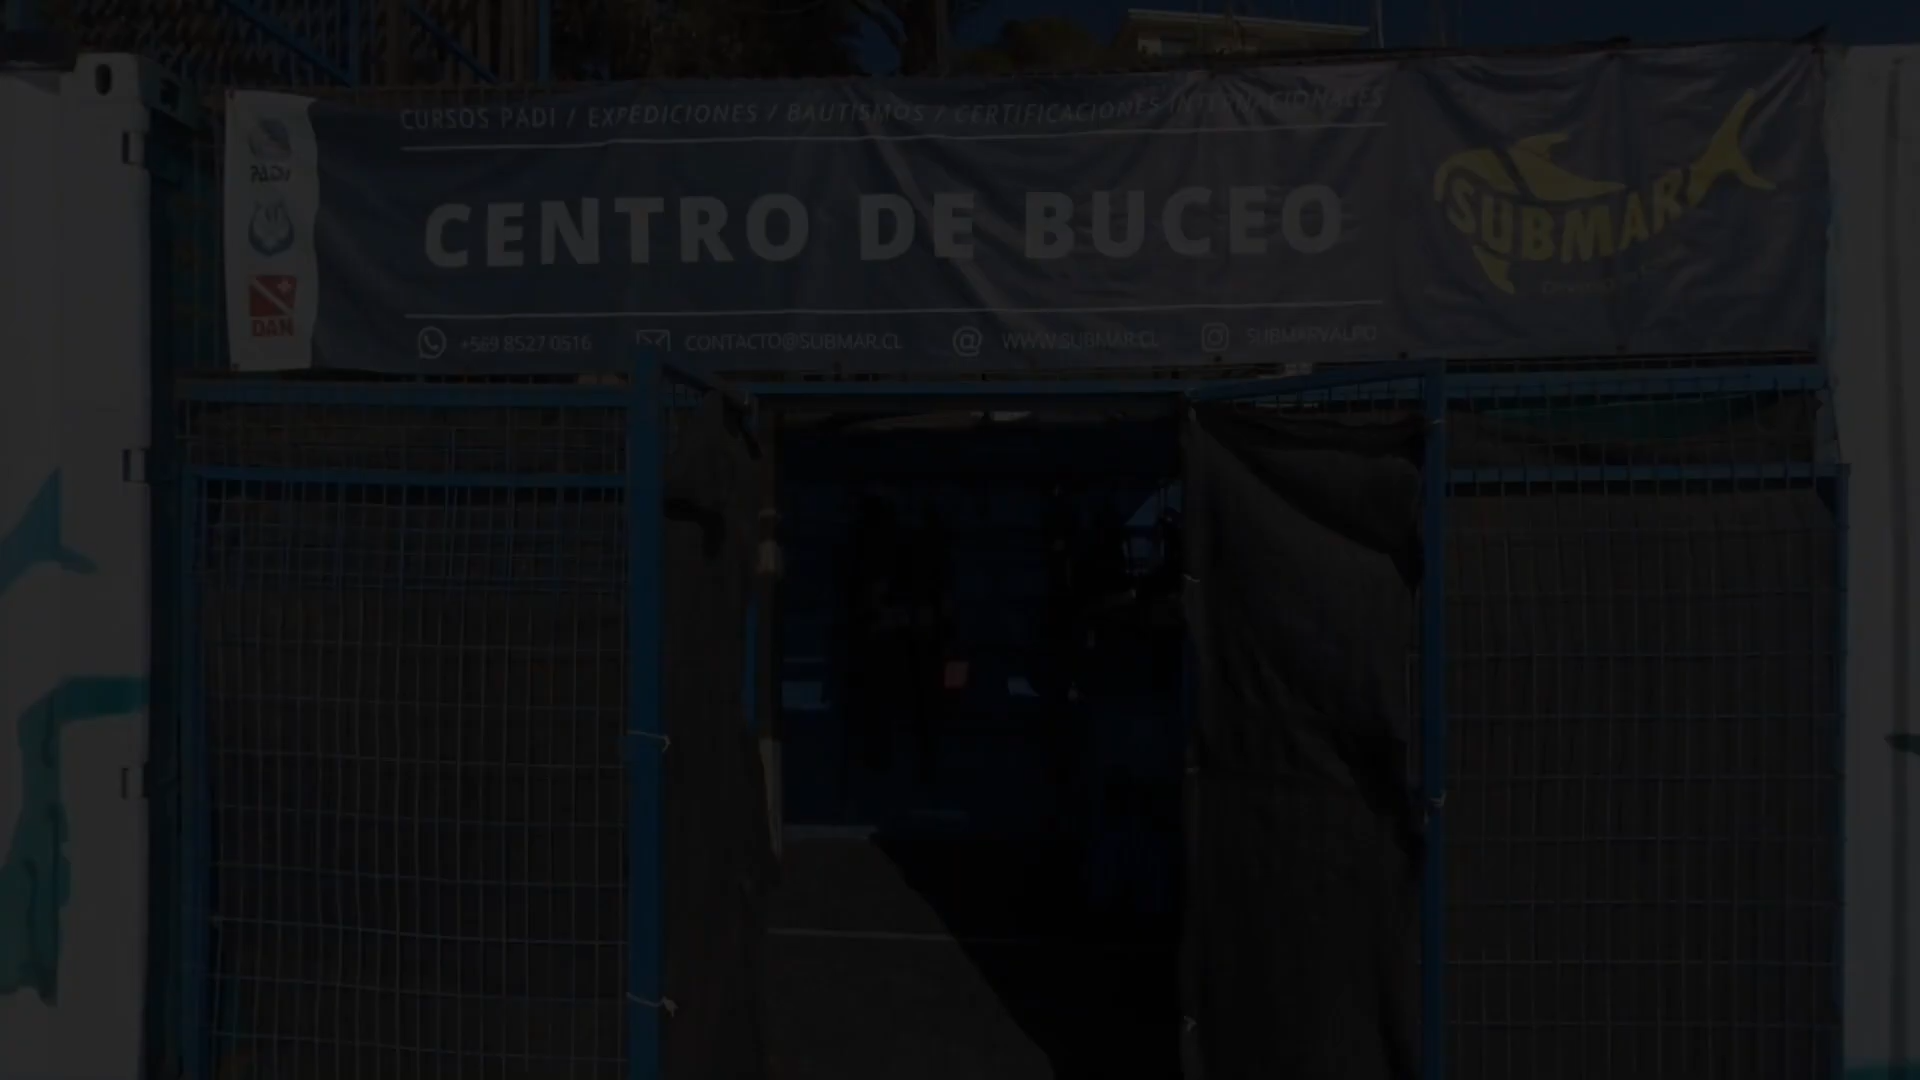 CURSOS PADI / EXPEDICIONES / BAUTISMOS / CERTIFICACIONES INTERNACIONALES
PADI
CENTRO DE BUCEO
SUBMAR
DAN
+569 8527 0516
CONTACTO@SUBMAR.CL
WWW.SUBMAR.CL
SUBMARVALPO